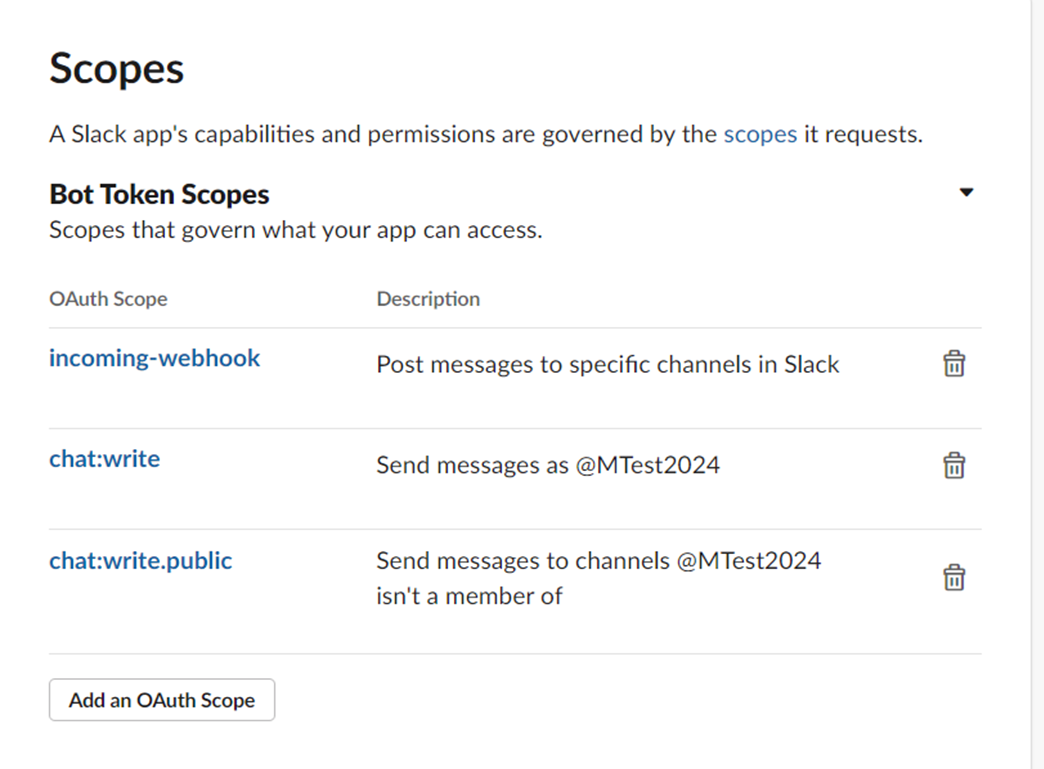 Scopes
A Slack app's capabilities and permissions are governed by the scopes it requests.
Bot Token Scopes
Scopes that govern what your app can access.
OAuth Scope Description
incoming-webhook Post messages to specific channels in Slack
chat:write Send messages as @MTest2024
chat:write.public Send messages to channels @MTest2024
isn't a member of
Add an OAuth Scope